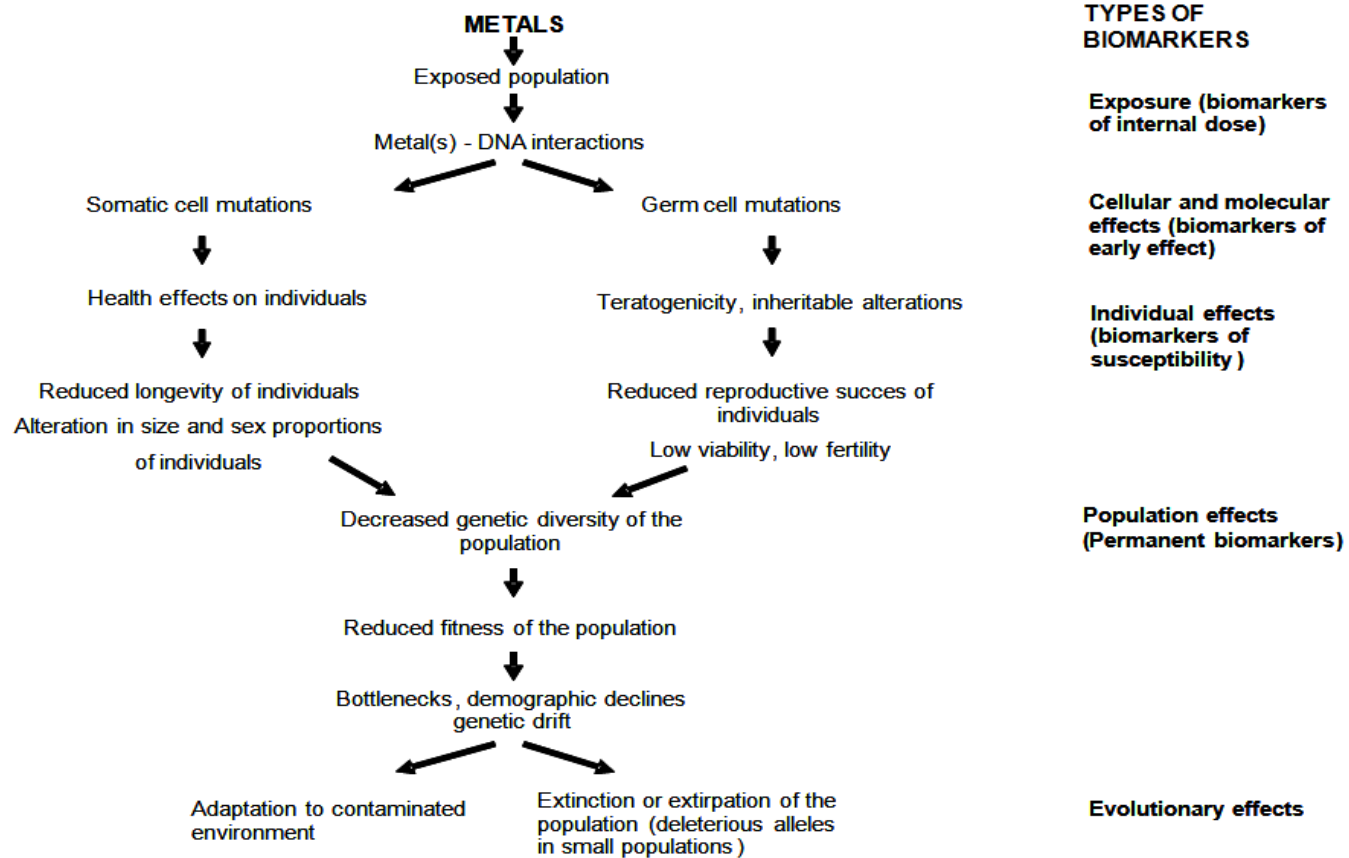 METALS
TYPES OF
BIOMARKERS
Exposed population
Exposure (biomarkers
of internal dose)
Metal(s) - DNA interactions
Somatic cell mutations
Germ cell mutations
Cellular and molecular
effects (biomarkers of
early effect)
Health effects on individuals
Teratogenicity, inheritable alterations
Individual effects
(biomarkers of
susceptibility )
Reduced longevity of individuals
Alteration in size and sex proportions
of individuals
Reduced reproductive succes of
individuals
Low viability, low fertility
Decreased genetic diversity of the
population
Population effects
(Permanent biomarkers)
Reduced fitness of the population
Bottlenecks, demographic declines
genetic drift
Adaptation to contaminated
environment
Extinction or extirpation of the
population (deleterious alleles
in small populations )
Evolutionary effects